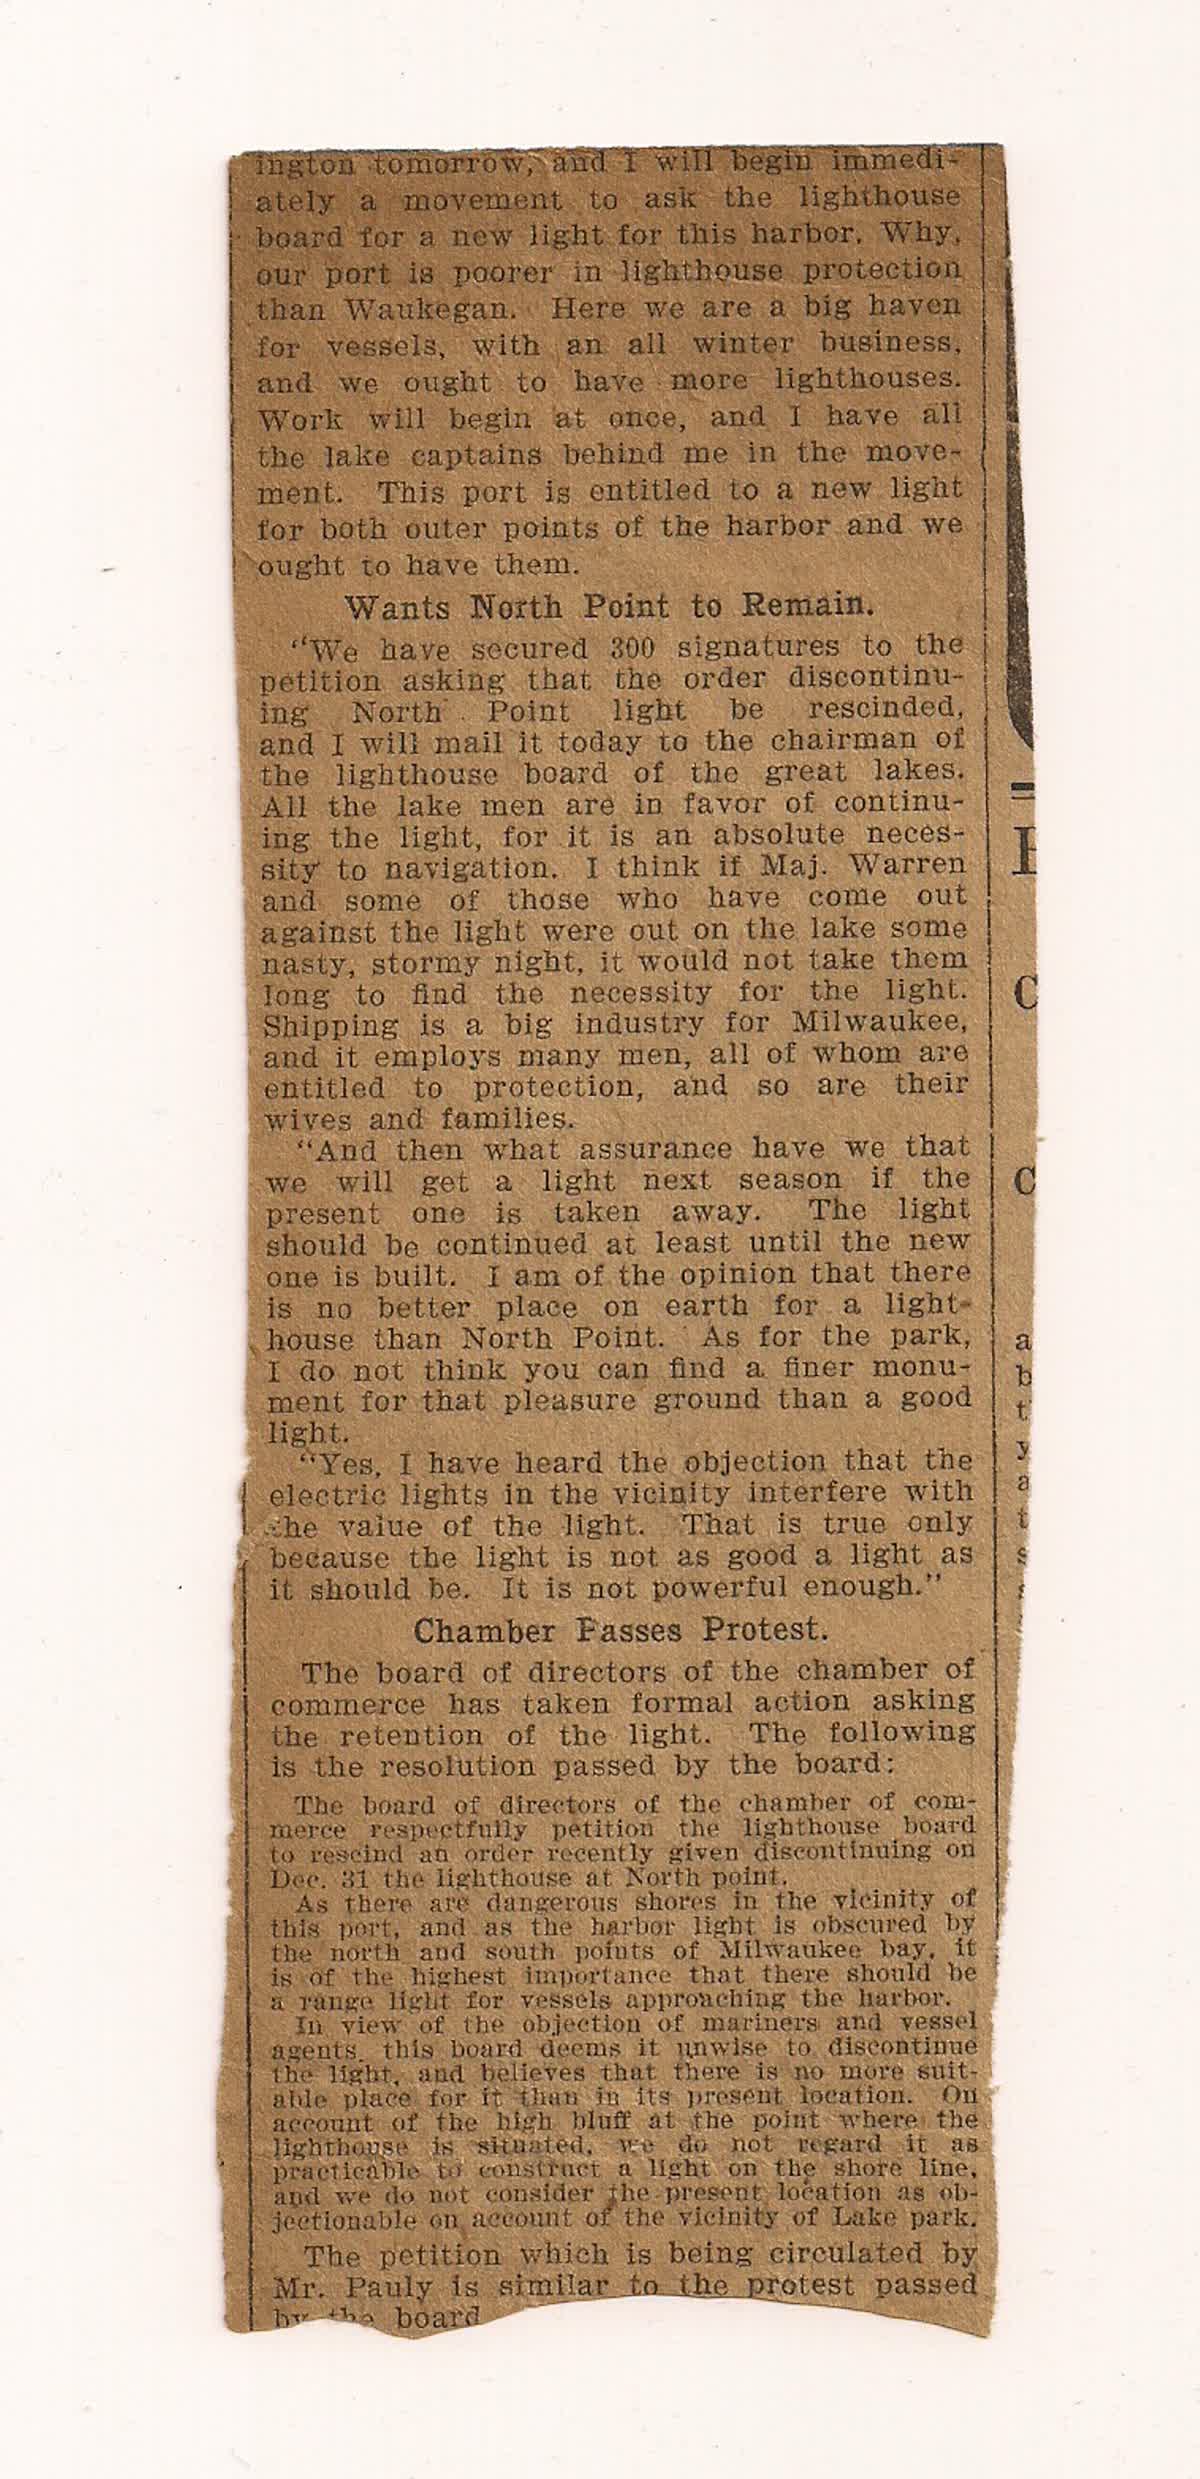 ington tomorrow, and I will begin immedi-
ately a movement to ask the lighthouse
board for a new light for this harbor. Why,
our port is poorer in lighthouse protection
than Waukegan. Here we are a big haven
for vessels, with an all winter business,
and we ought to have more lighthouses.
Work will begin at once, and I have all
the lake captains behind me in the move-
ment. This port is entitled to a new light
for both outer points of the harbor and we
ought to have them.
Wants North Point to Remain.
"We have secured 300 signatures to the
petition asking that the order discontinu-
ing North Point light be rescinded,
and I will mail it today to the chairman of
the lighthouse board of the great lakes.
All the lake men are in favor of continu-
ing the light, for it is an absolute neces-
sity to navigation. I think if Maj. Warren
and some of those who have come out
against the light were out on the lake some
nasty, stormy night, it would not take them
long to find the necessity for the light.
Shipping is a big industry for Milwaukee,
and it employs many men, all of whom are
entitled to protection, and so are their
wives and families.
"And then what assurance have we that
we will get a light next season if the
present one is taken away. The light
should be continued at least until the new
one is built. I am of the opinion that there
is no better place on earth for a light-
house than North Point. As for the park,
I do not think you can find a finer monu-
ment for that pleasure ground than a good
light.
"Yes, I have heard the objection that the
electric lights in the vicinity interfere with
the value of the light. That is true only
because the light is not as good a light as
it should be. It is not powerful enough."
Chamber Passes Protest.
The board of directors of the chamber of
commerce has taken formal action asking
the retention of the light. The following
is the resolution passed by the board:
The board of directors of the chamber of com-
merce respectfully petition the lighthouse board
to rescind an order recently given discontinuing on
Dec. 31 the lighthouse at North point.
As there are dangerous shores in the vicinity of
this port, and as the harbor light is obscured by
the north and south points of Milwaukee bay, it
is of the highest importance that there should be
a range light for vessels approaching the harbor.
In view of the objection of mariners and vessel
agents, this board deems it unwise to discontinue
the light, and believes that there is no more suit-
able place for it than in its present location. On
account of the high bluff at the point where the
lighthouse is situated, we do not regard it as
practicable to construct a light on the shore line,
and we do not consider the present location as ob-
jectionable on account of the vicinity of Lake park.
The petition which is being circulated by
Mr. Pauly is similar to the protest passed
by the board